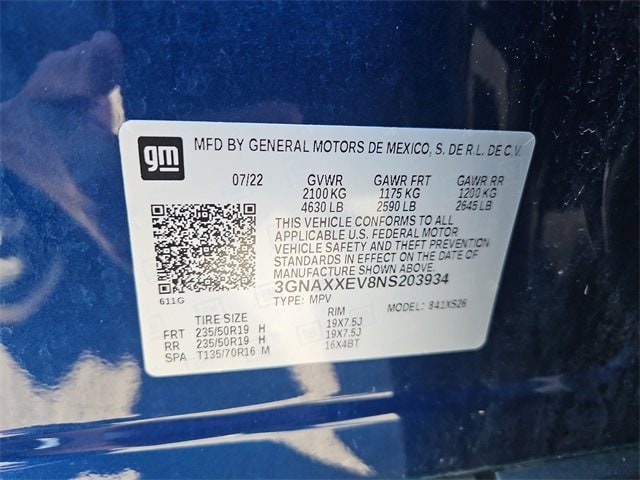 gm MFD BY GENERAL MOTORS DE MEXICO, S. DE R.L. DE C.V.
07/22 GVWR GAWR FRT GAWR RR
2100 KG 1175 KG 1200 KG
4630 LB 2590 LB 2645 LB
THIS VEHICLE CONFORMS TO ALL
APPLICABLE U.S. FEDERAL MOTOR
VEHICLE SAFETY AND THEFT PREVENTION
STANDARDS IN EFFECT ON THE DATE OF
MANUFACTURE SHOWN ABOVE.
611G 3GNAXXEV8NS203934
TYPE: MPV MODEL: 841XS26
TIRE SIZE RIM
FRT 235/50R19 H 19X7.5J
RR 235/50R19 H 19X7.5J
SPA T135/70R16 M 16X4BT